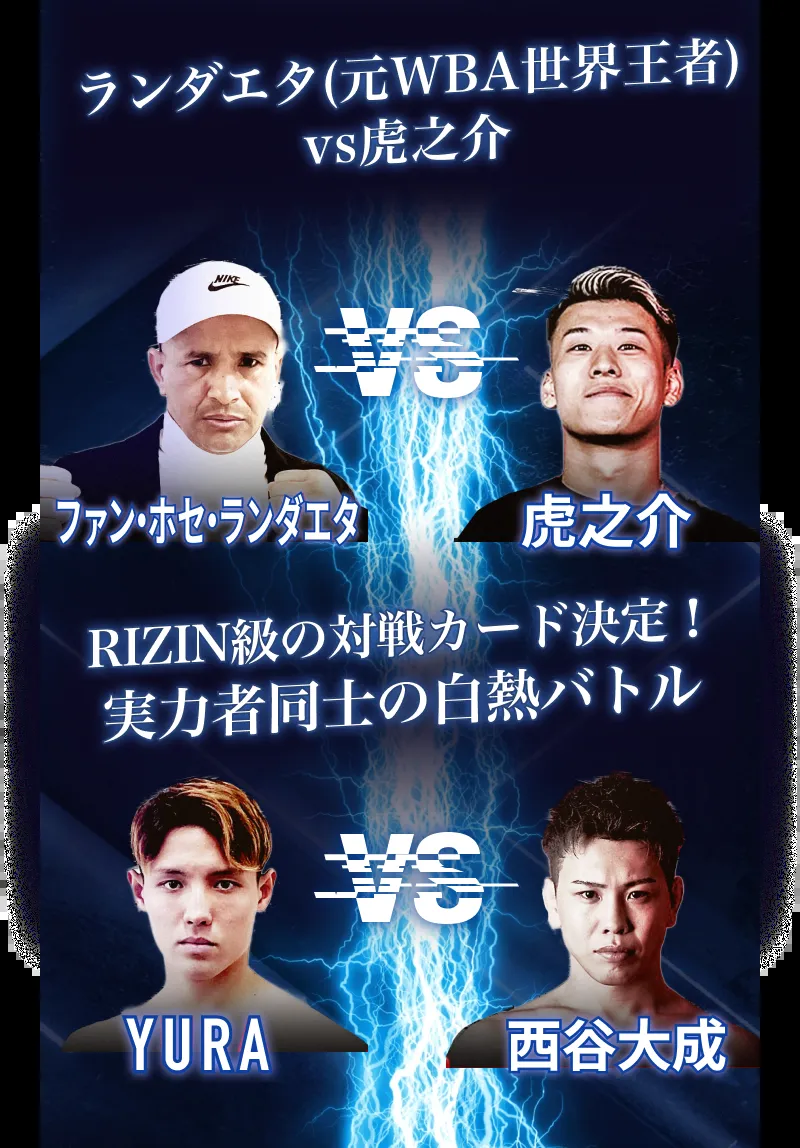 ランダエタ(元WBA世界王者)
vs虎之介
NIKE
VS
ファン・ホセ・ランダエタ
虎之介
RIZIN級の対戦カード決定！
実力者同士の白熱バトル
VS
YURA
西谷大成